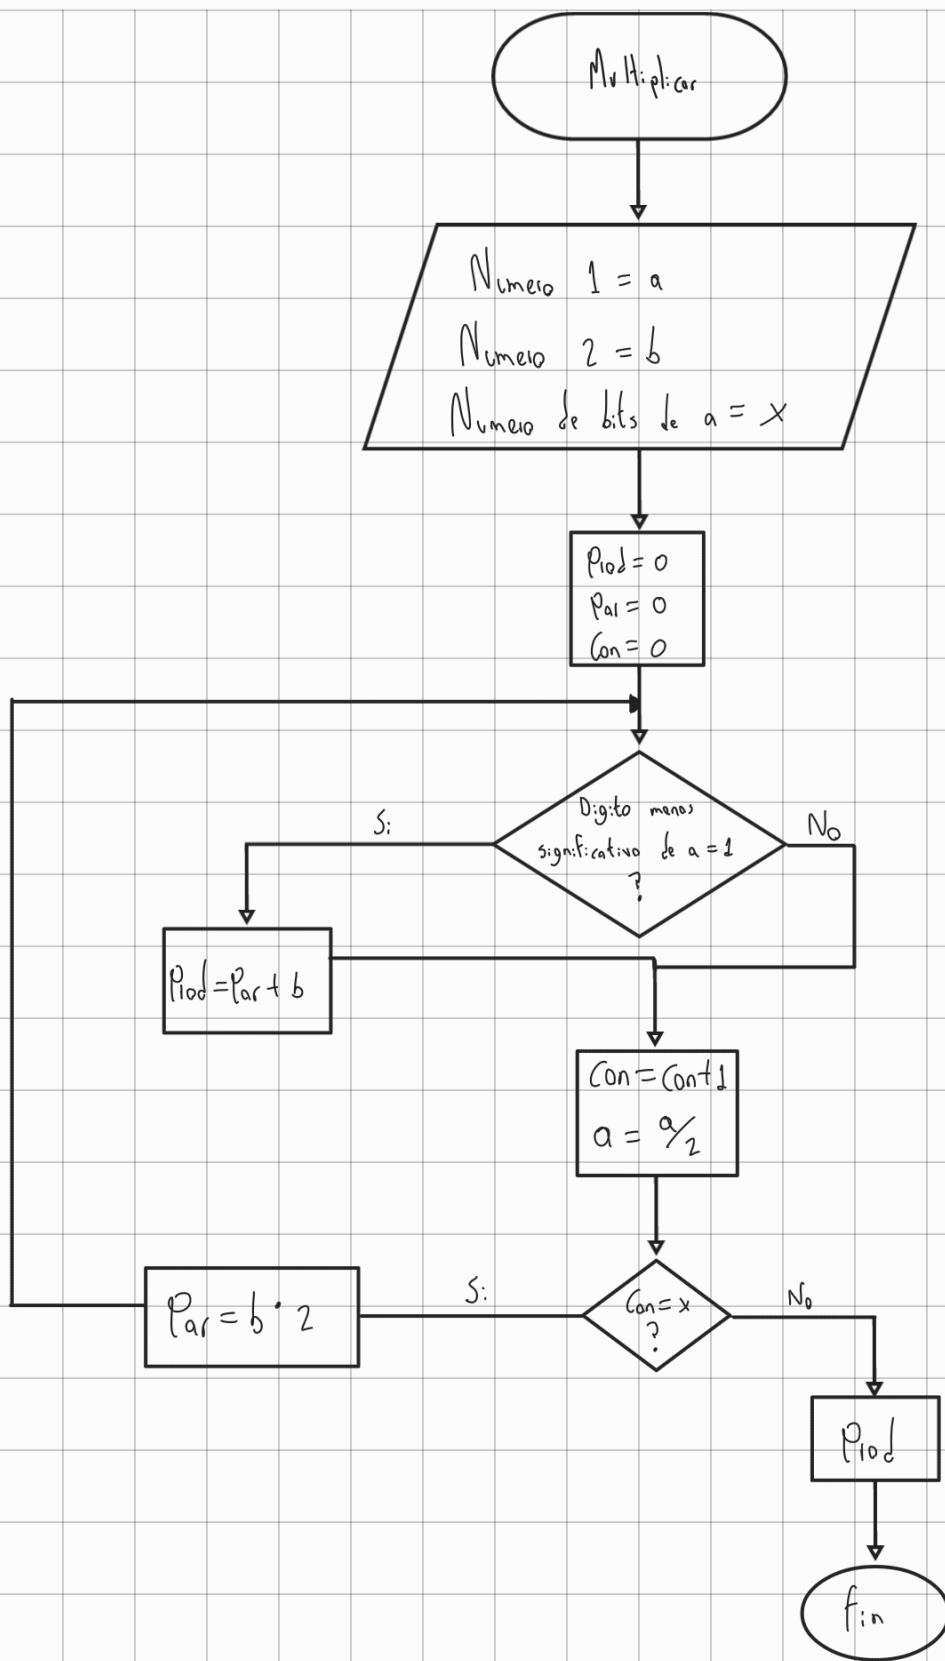 Multiplicar
Numero 1 = a
Numero 2 = b
Numero de bits de a = x
Prod = 0
Par = 0
Con = 0
Digito menos
significativo de a = 1
?
Si
No
Prod = Par + b
Con = Con + 1
a = a/2
Con = x
?
Si
No
Par = b · 2
Prod
fin